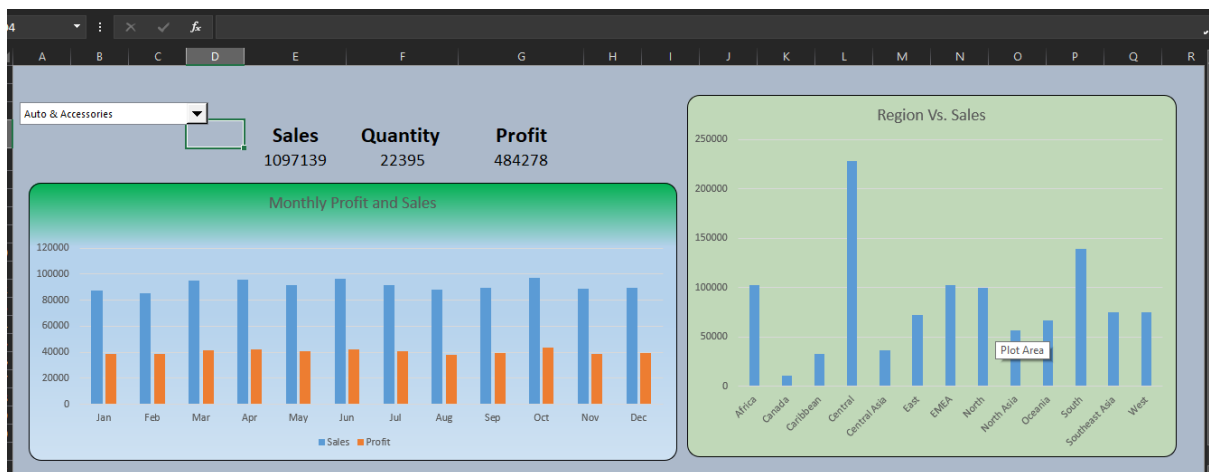 fx
A B C D E F G H I J K L M N O P Q R
Auto & Accessories
Sales Quantity Profit
1097139 22395 484278
Monthly Profit and Sales
120000
100000
80000
60000
40000
20000
0
Jan Feb Mar Apr May Jun Jul Aug Sep Oct Nov Dec
Sales Profit
Region Vs. Sales
250000
200000
150000
100000
50000
0
Plot Area
Africa Canada Caribbean Central Central Asia East EMEA North North Asia Oceania South Southeast Asia West